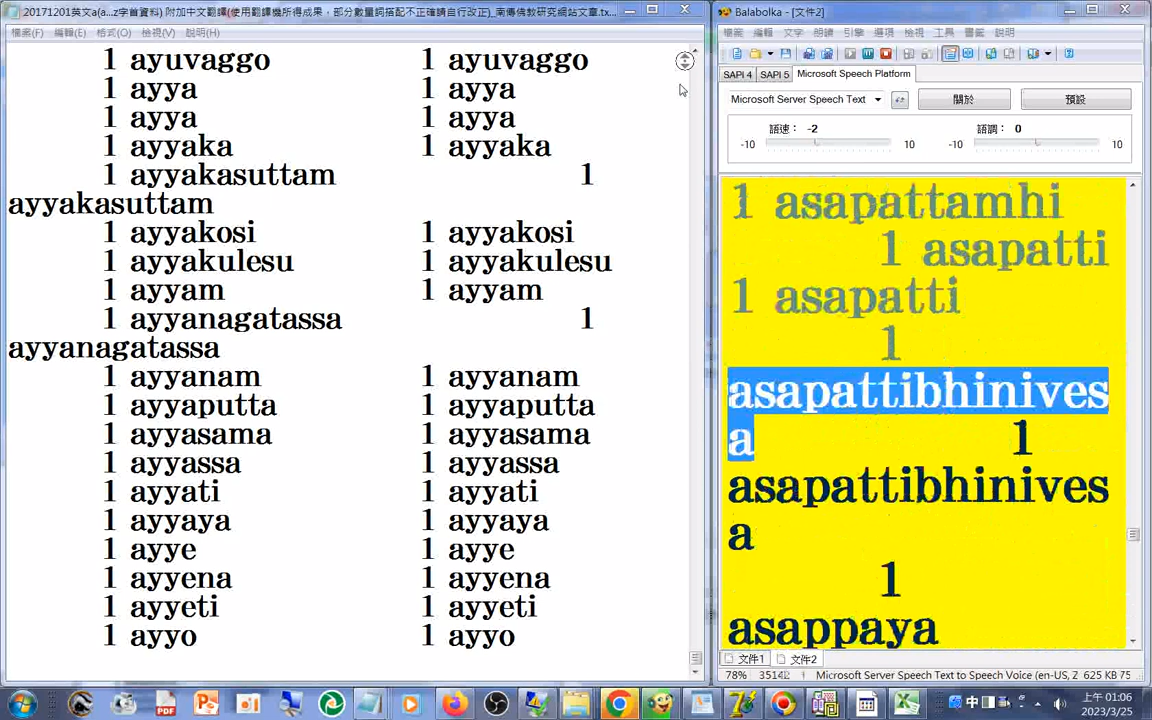 20171201英文a(a...z字首資料) 附加中文翻譯(使用翻譯機所得成果，部分數量詞搭配不正確請自行改正)_南傳佛教研究網站文章.tx...
檔案(F) 編輯(E) 格式(O) 檢視(V) 說明(H)
1 ayuvaggo 1 ayuvaggo
1 ayya 1 ayya
1 ayya 1 ayya
1 ayyaka 1 ayyaka
1 ayyakasuttam 1
ayyakasuttam
1 ayyakosi 1 ayyakosi
1 ayyakulesu 1 ayyakulesu
1 ayyam 1 ayyam
1 ayyanagatassa 1
ayyanagatassa
1 ayyanam 1 ayyanam
1 ayyaputta 1 ayyaputta
1 ayyasama 1 ayyasama
1 ayyassa 1 ayyassa
1 ayyati 1 ayyati
1 ayyaya 1 ayyaya
1 ayye 1 ayye
1 ayyena 1 ayyena
1 ayyeti 1 ayyeti
1 ayyo 1 ayyo
Balabolka - [文件2]
檔案 編輯 文字 朗讀 引擎 選項 檢視 工具 書籤 說明
SAPI 4 SAPI 5 Microsoft Speech Platform
Microsoft Server Speech Text 關於 預設
語速： -2 語調： 0
-10 10 -10 10
1 asapattamhi
1 asapatti
1 asapatti
1
asapattibhinives
a 1
asapattibhinives
a
1
asappaya
文件1 文件2
78% Microsoft Server Speech Text to Speech Voice (en-US, Z 625 KB 75
中
上午 01:06
2023/3/25